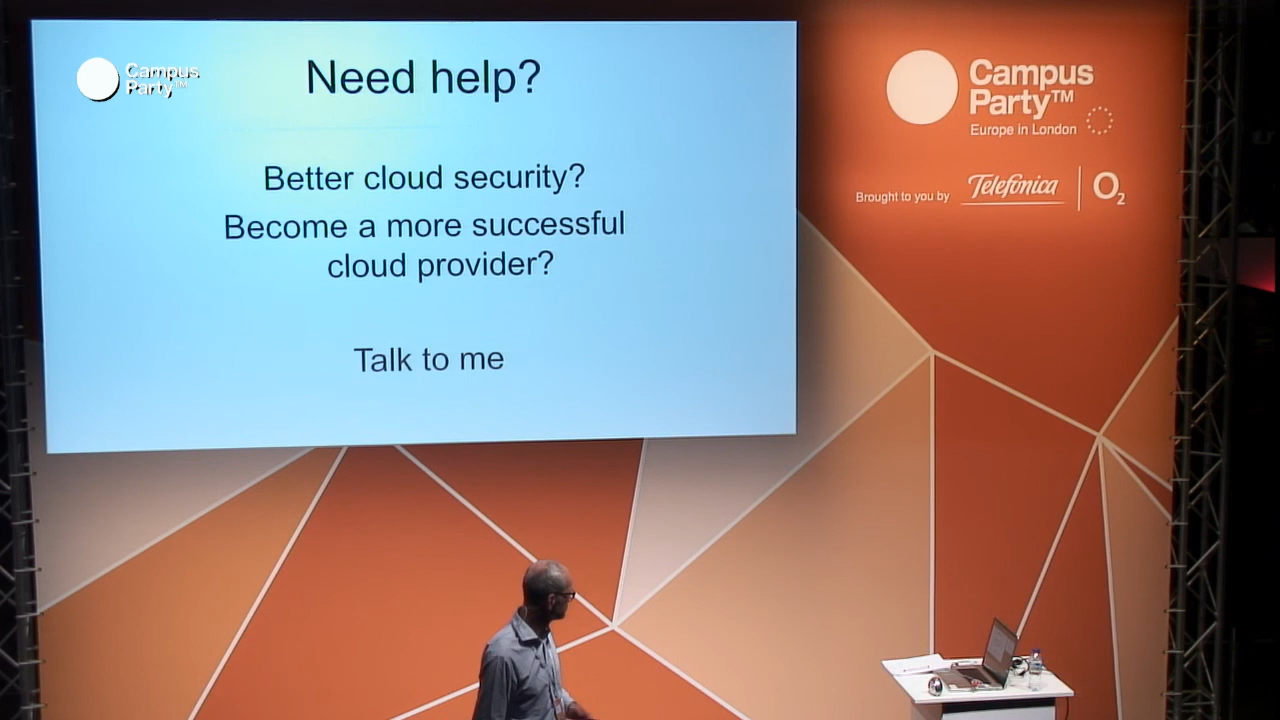 Campus
Party™
Need help?
Better cloud security?
Become a more successful
cloud provider?
Talk to me
Campus
Party™
Europe in London
Brought to you by
Telefonica
O2